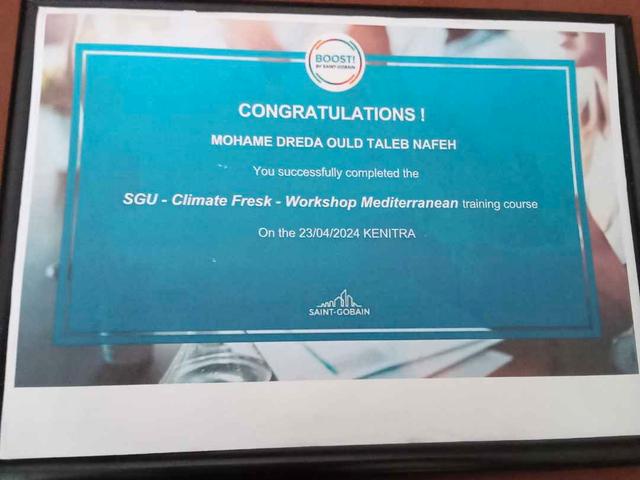 BOOST!
BY SAINT-GOBAIN
CONGRATULATIONS !
MOHAME DREDA OULD TALEB NAFEH
You successfully completed the
SGU - Climate Fresk - Workshop Mediterranean training course
On the 23/04/2024 KENITRA
SAINT-GOBAIN